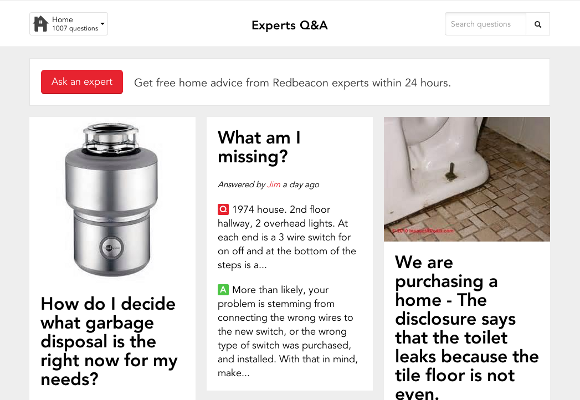 Home
1007 questions
Experts Q&A
Search questions
Ask an expert
Get free home advice from Redbeacon experts within 24 hours.
How do I decide
what garbage
disposal is the
right now for my
needs?
What am I
missing?
Answered by Jim a day ago
Q 1974 house. 2nd floor
hallway, 2 overhead lights. At
each end is a 3 wire switch for
on off and at the bottom of the
steps is a...
A More than likely, your
problem is stemming from
connecting the wrong wires to
the new switch, or the wrong
type of switch was purchased,
and installed. With that in mind,
make...
We are
purchasing a
home - The
disclosure says
that the toilet
leaks because the
tile floor is not
even.